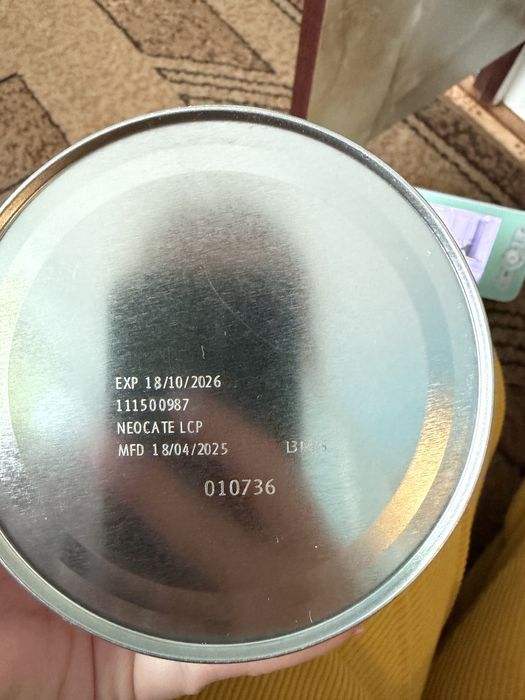 EXP 18/10/2026
111500987
NEOCATE LCP
MFD 18/04/2025
010736